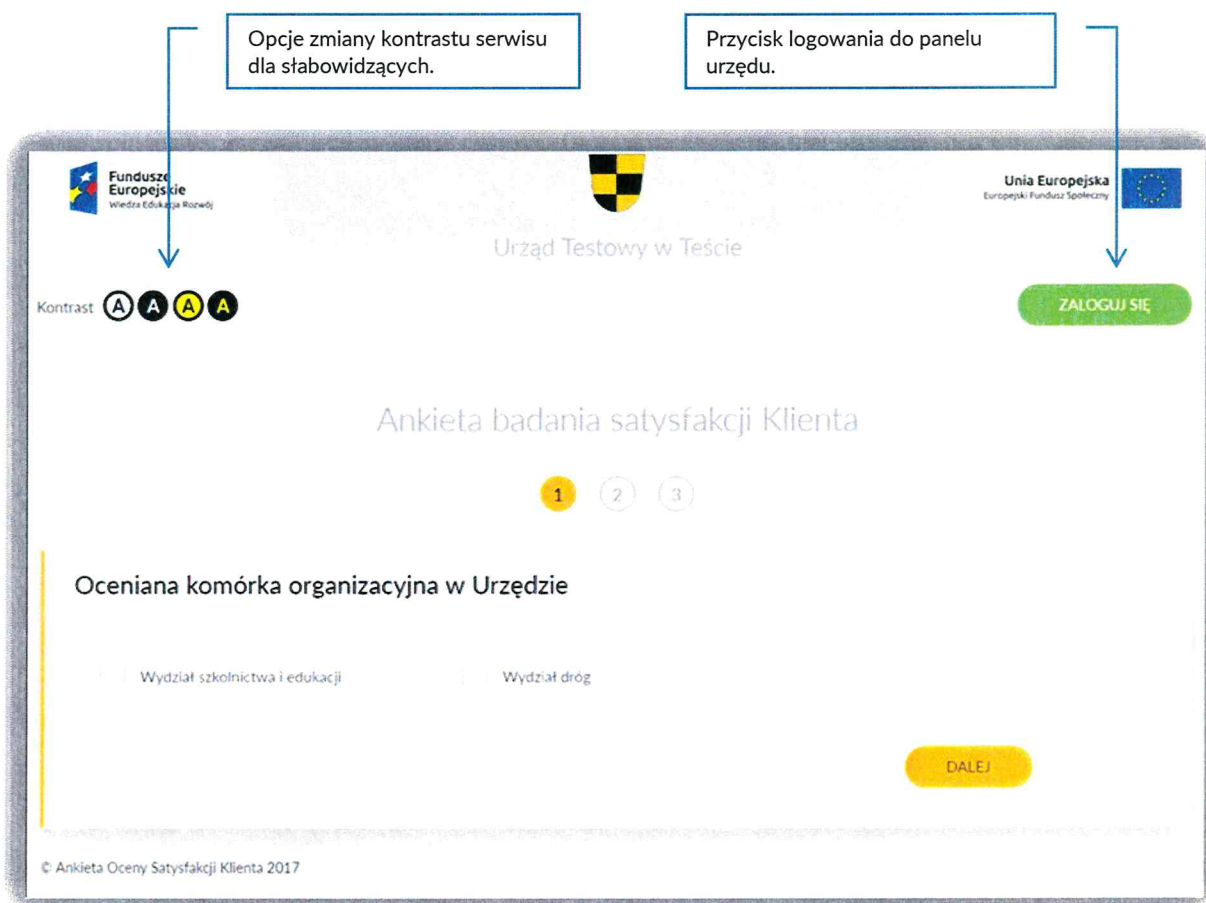 Opcje zmiany kontrastu serwisu
dla słabowidzących.
Przycisk logowania do panelu
urzędu.
Fundusze
Europejskie
Wiedza Edukacja Rozwój
Unia Europejska
Europejski Fundusz Społeczny
Urząd Testowy w Teście
Kontrast A A A A
ZALOGUJ SIĘ
Ankieta badania satysfakcji Klienta
1 2 3
Oceniana komórka organizacyjna w Urzędzie
Wydział szkolnictwa i edukacji
Wydział dróg
DALEJ
© Ankieta Oceny Satysfakcji Klienta 2017